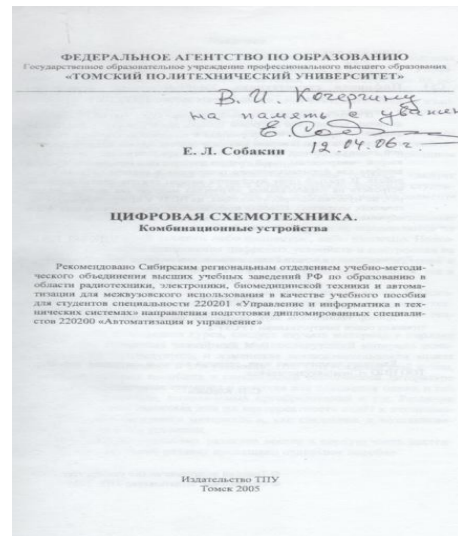 ФЕДЕРАЛЬНОЕ АГЕНТСТВО ПО ОБРАЗОВАНИЮ
Государственное образовательное учреждение профессионального высшего образования
«ТОМСКИЙ ПОЛИТЕХНИЧЕСКИЙ УНИВЕРСИТЕТ»
В. И. Кочергину
на память с
Е
12.04.06 г.
Е. Л. Собакин
ЦИФРОВАЯ СХЕМОТЕХНИКА.
Комбинационные устройства
Рекомендовано Сибирским региональным отделением учебно-методи-
ческого объединения высших учебных заведений РФ по образованию в
области радиотехники, электроники, биомедицинской техники и автома-
тизации для межвузовского использования в качестве учебного пособия
для студентов специальности 220201 «Управление и информатика в тех-
нических системах» направления подготовки дипломированных специали-
стов 220200 «Автоматизация и управление»
Издательство ТПУ
Томск 2005